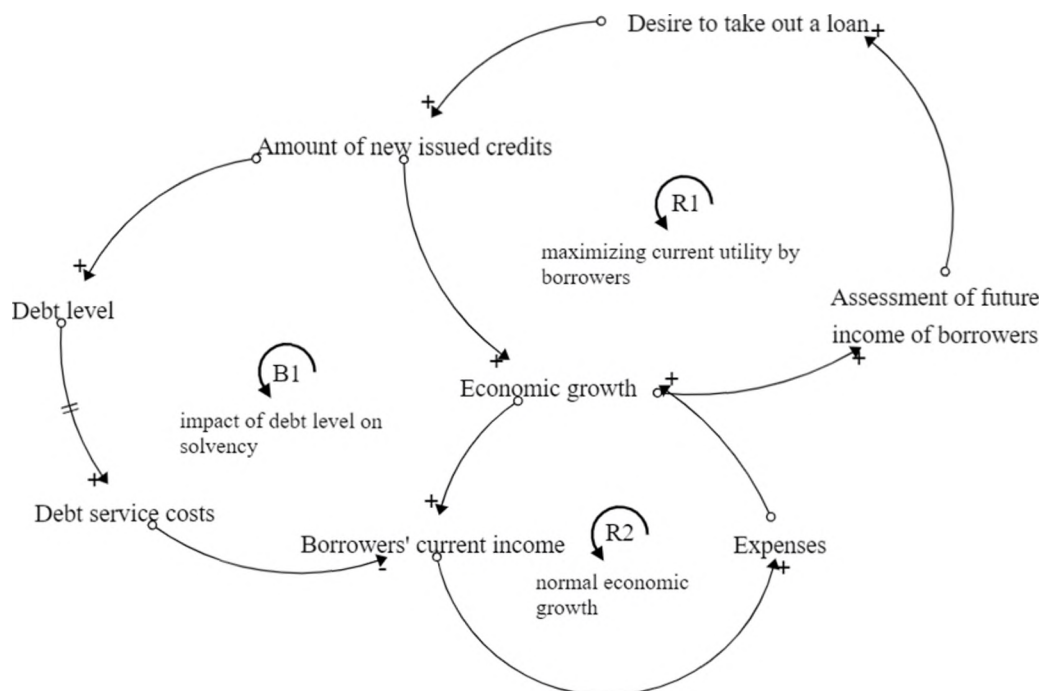 Desire to take out a loan
+
+
Amount of new issued credits
R1
maximizing current utility by
borrowers
+
Debt level
Assessment of future
income of borrowers
+
B1
+
Economic growth
+
impact of debt level on
solvency
+
Debt service costs
+
Borrowers' current income
-
R2
Expenses
+
normal economic
growth